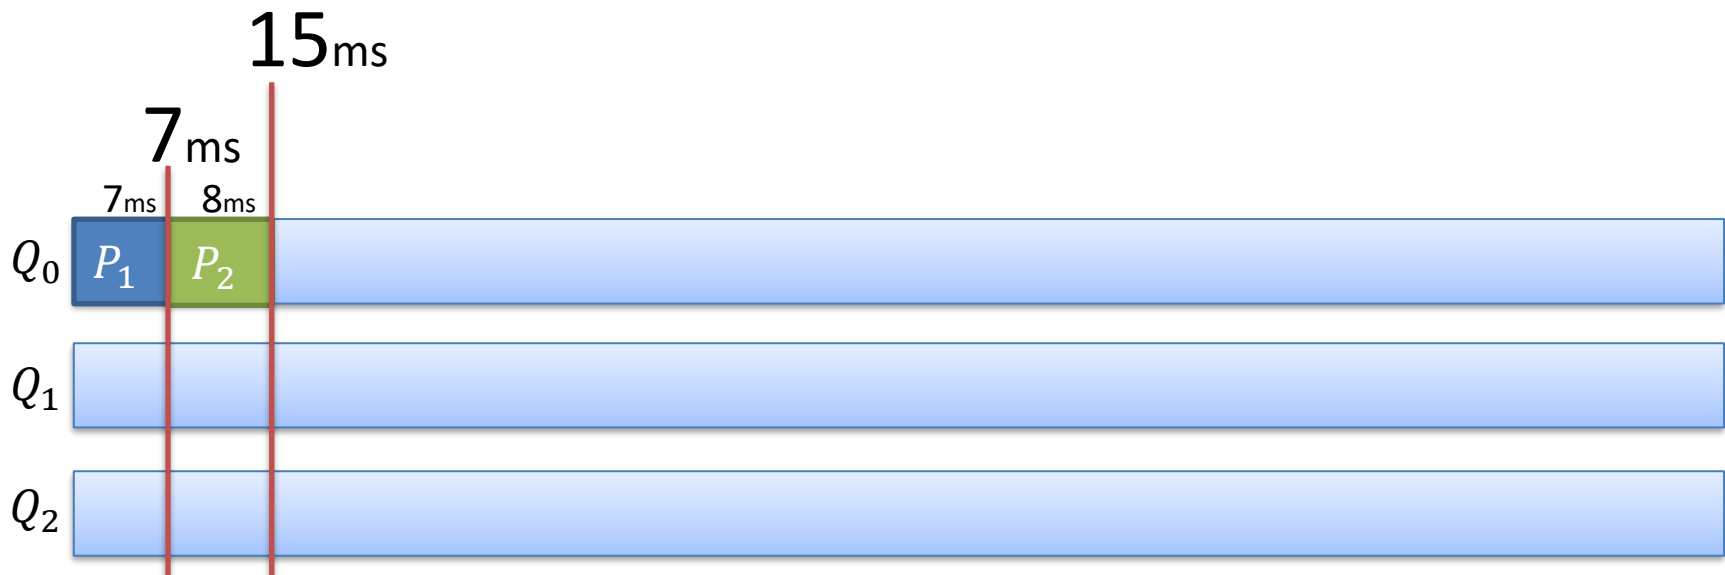 15ms
7ms
7ms 8ms
Q₀ P₁ P₂
Q₁
Q₂